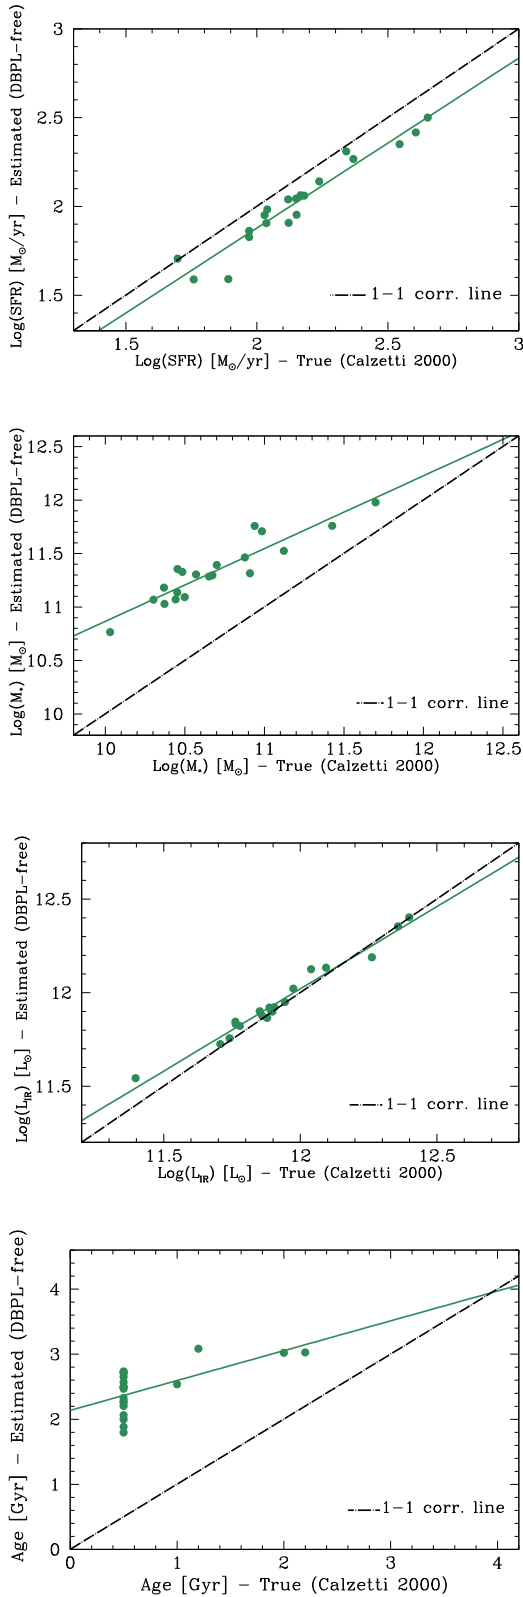 Log(SFR) [M⊙/yr] − Estimated (DBPL−free)
3
2.5
2
1.5
1−1 corr. line
1.5 2 2.5 3
Log(SFR) [M⊙/yr] − True (Calzetti 2000)
Log(M*) [M⊙] − Estimated (DBPL−free)
12.5
12
11.5
11
10.5
10
1−1 corr. line
10 10.5 11 11.5 12 12.5
Log(M*) [M⊙] − True (Calzetti 2000)
Log(LIR) [L⊙] − Estimated (DBPL−free)
12.5
12
11.5
1−1 corr. line
11.5 12 12.5
Log(LIR) [L⊙] − True (Calzetti 2000)
Age [Gyr] − Estimated (DBPL−free)
4
3
2
1
0
1−1 corr. line
0 1 2 3 4
Age [Gyr] − True (Calzetti 2000)